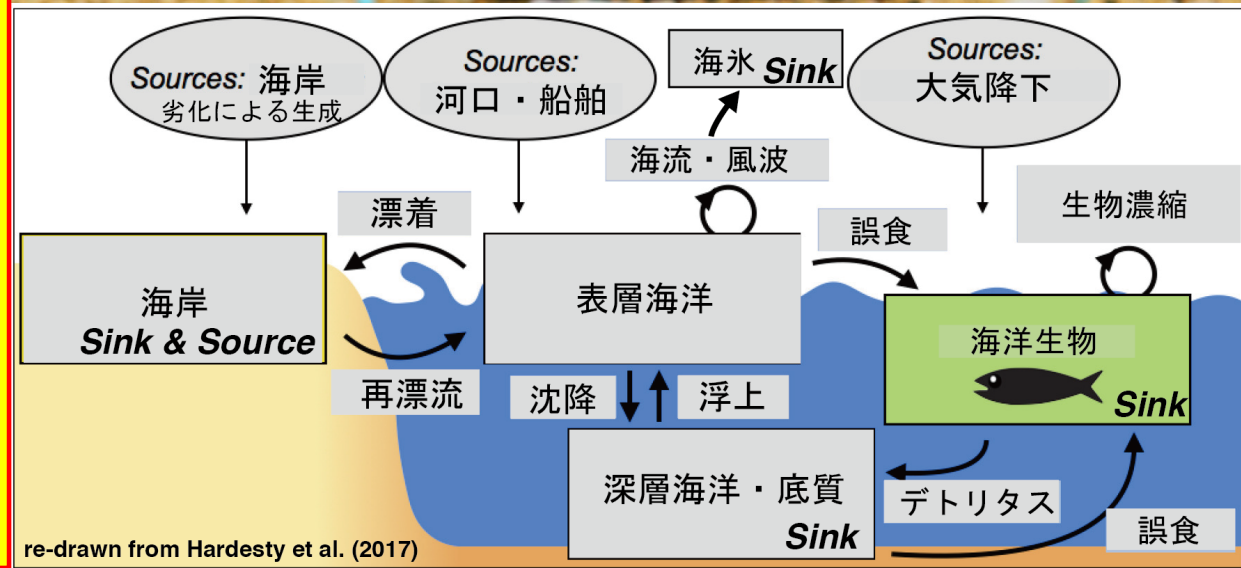 Sources: 海岸
劣化による生成
Sources:
河口・船舶
海氷 Sink
Sources:
大気降下
海流・風波
生物濃縮
漂着
誤食
海岸
Sink & Source
表層海洋
海洋生物
Sink
再漂流
沈降
浮上
深層海洋・底質
Sink
デトリタス
誤食
re-drawn from Hardesty et al. (2017)